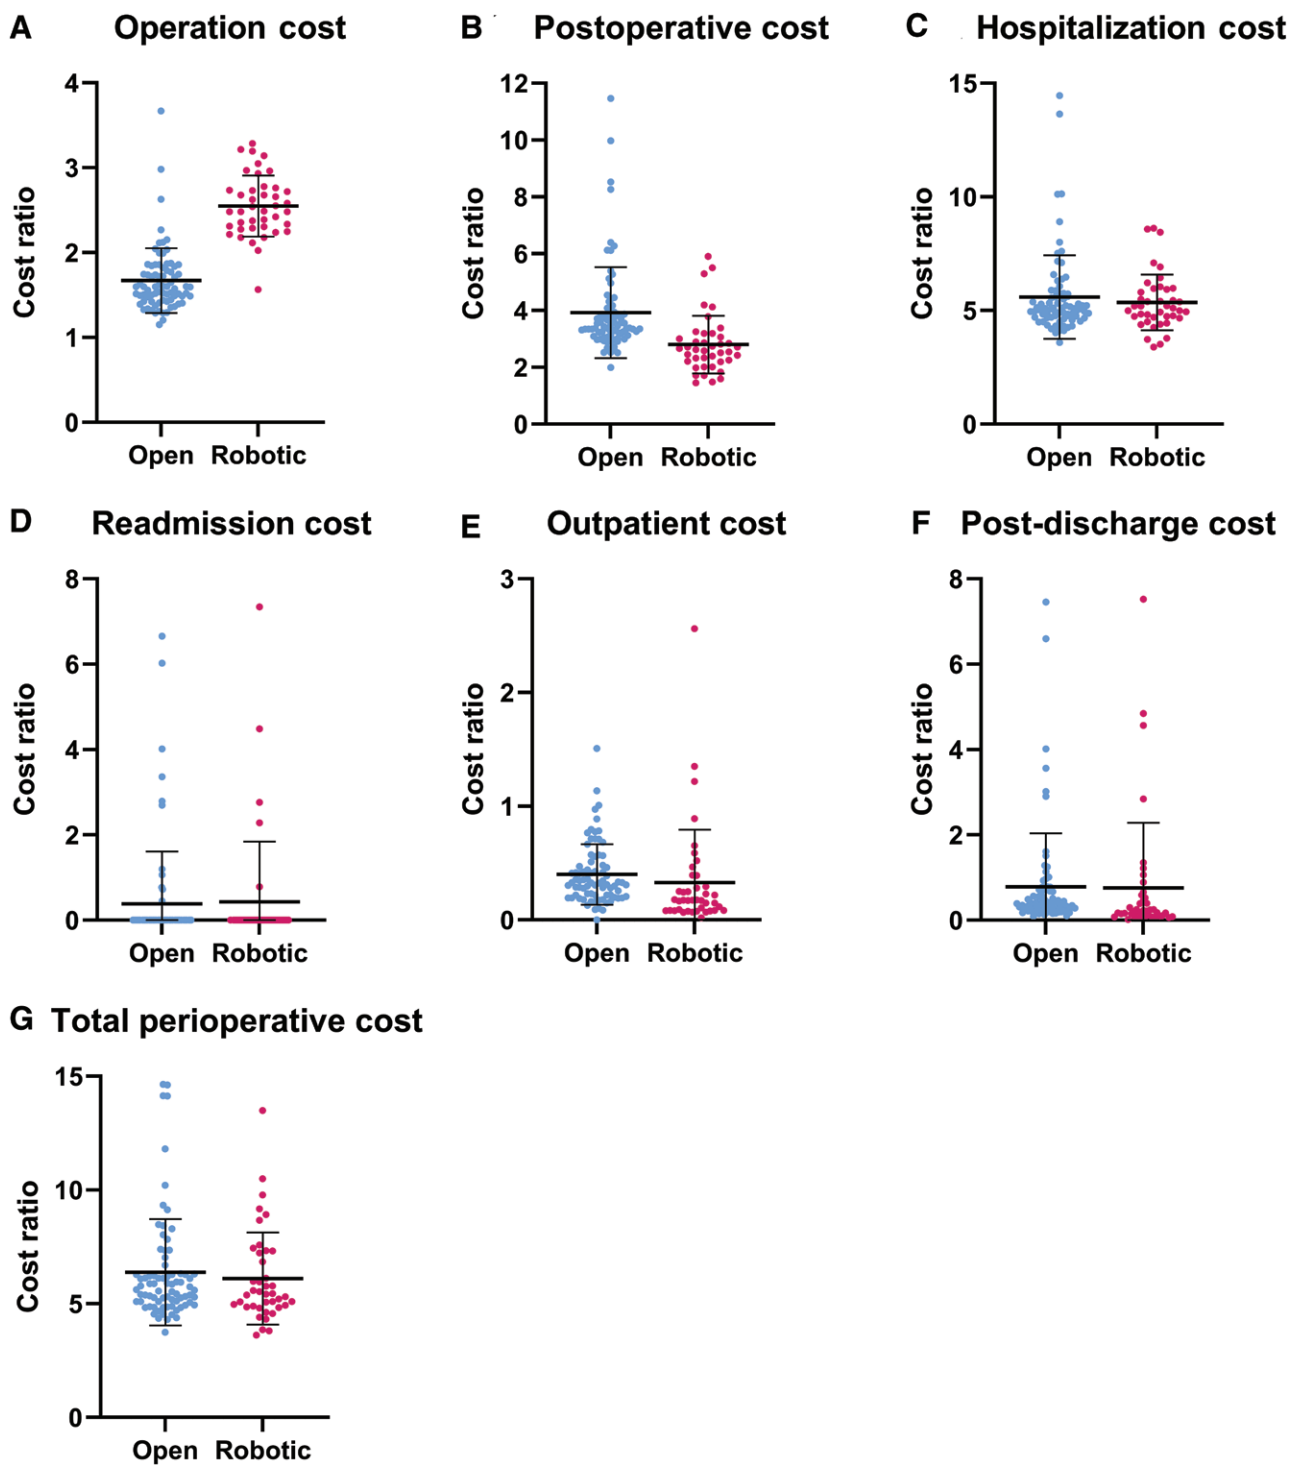 A Operation cost
4
3
2
1
0
Cost ratio
Open Robotic
B Postoperative cost
12
10
8
6
4
2
0
Cost ratio
Open Robotic
C Hospitalization cost
15
10
5
0
Cost ratio
Open Robotic
D Readmission cost
8
6
4
2
0
Cost ratio
Open Robotic
E Outpatient cost
3
2
1
0
Cost ratio
Open Robotic
F Post-discharge cost
8
6
4
2
0
Cost ratio
Open Robotic
G Total perioperative cost
15
10
5
0
Cost ratio
Open Robotic